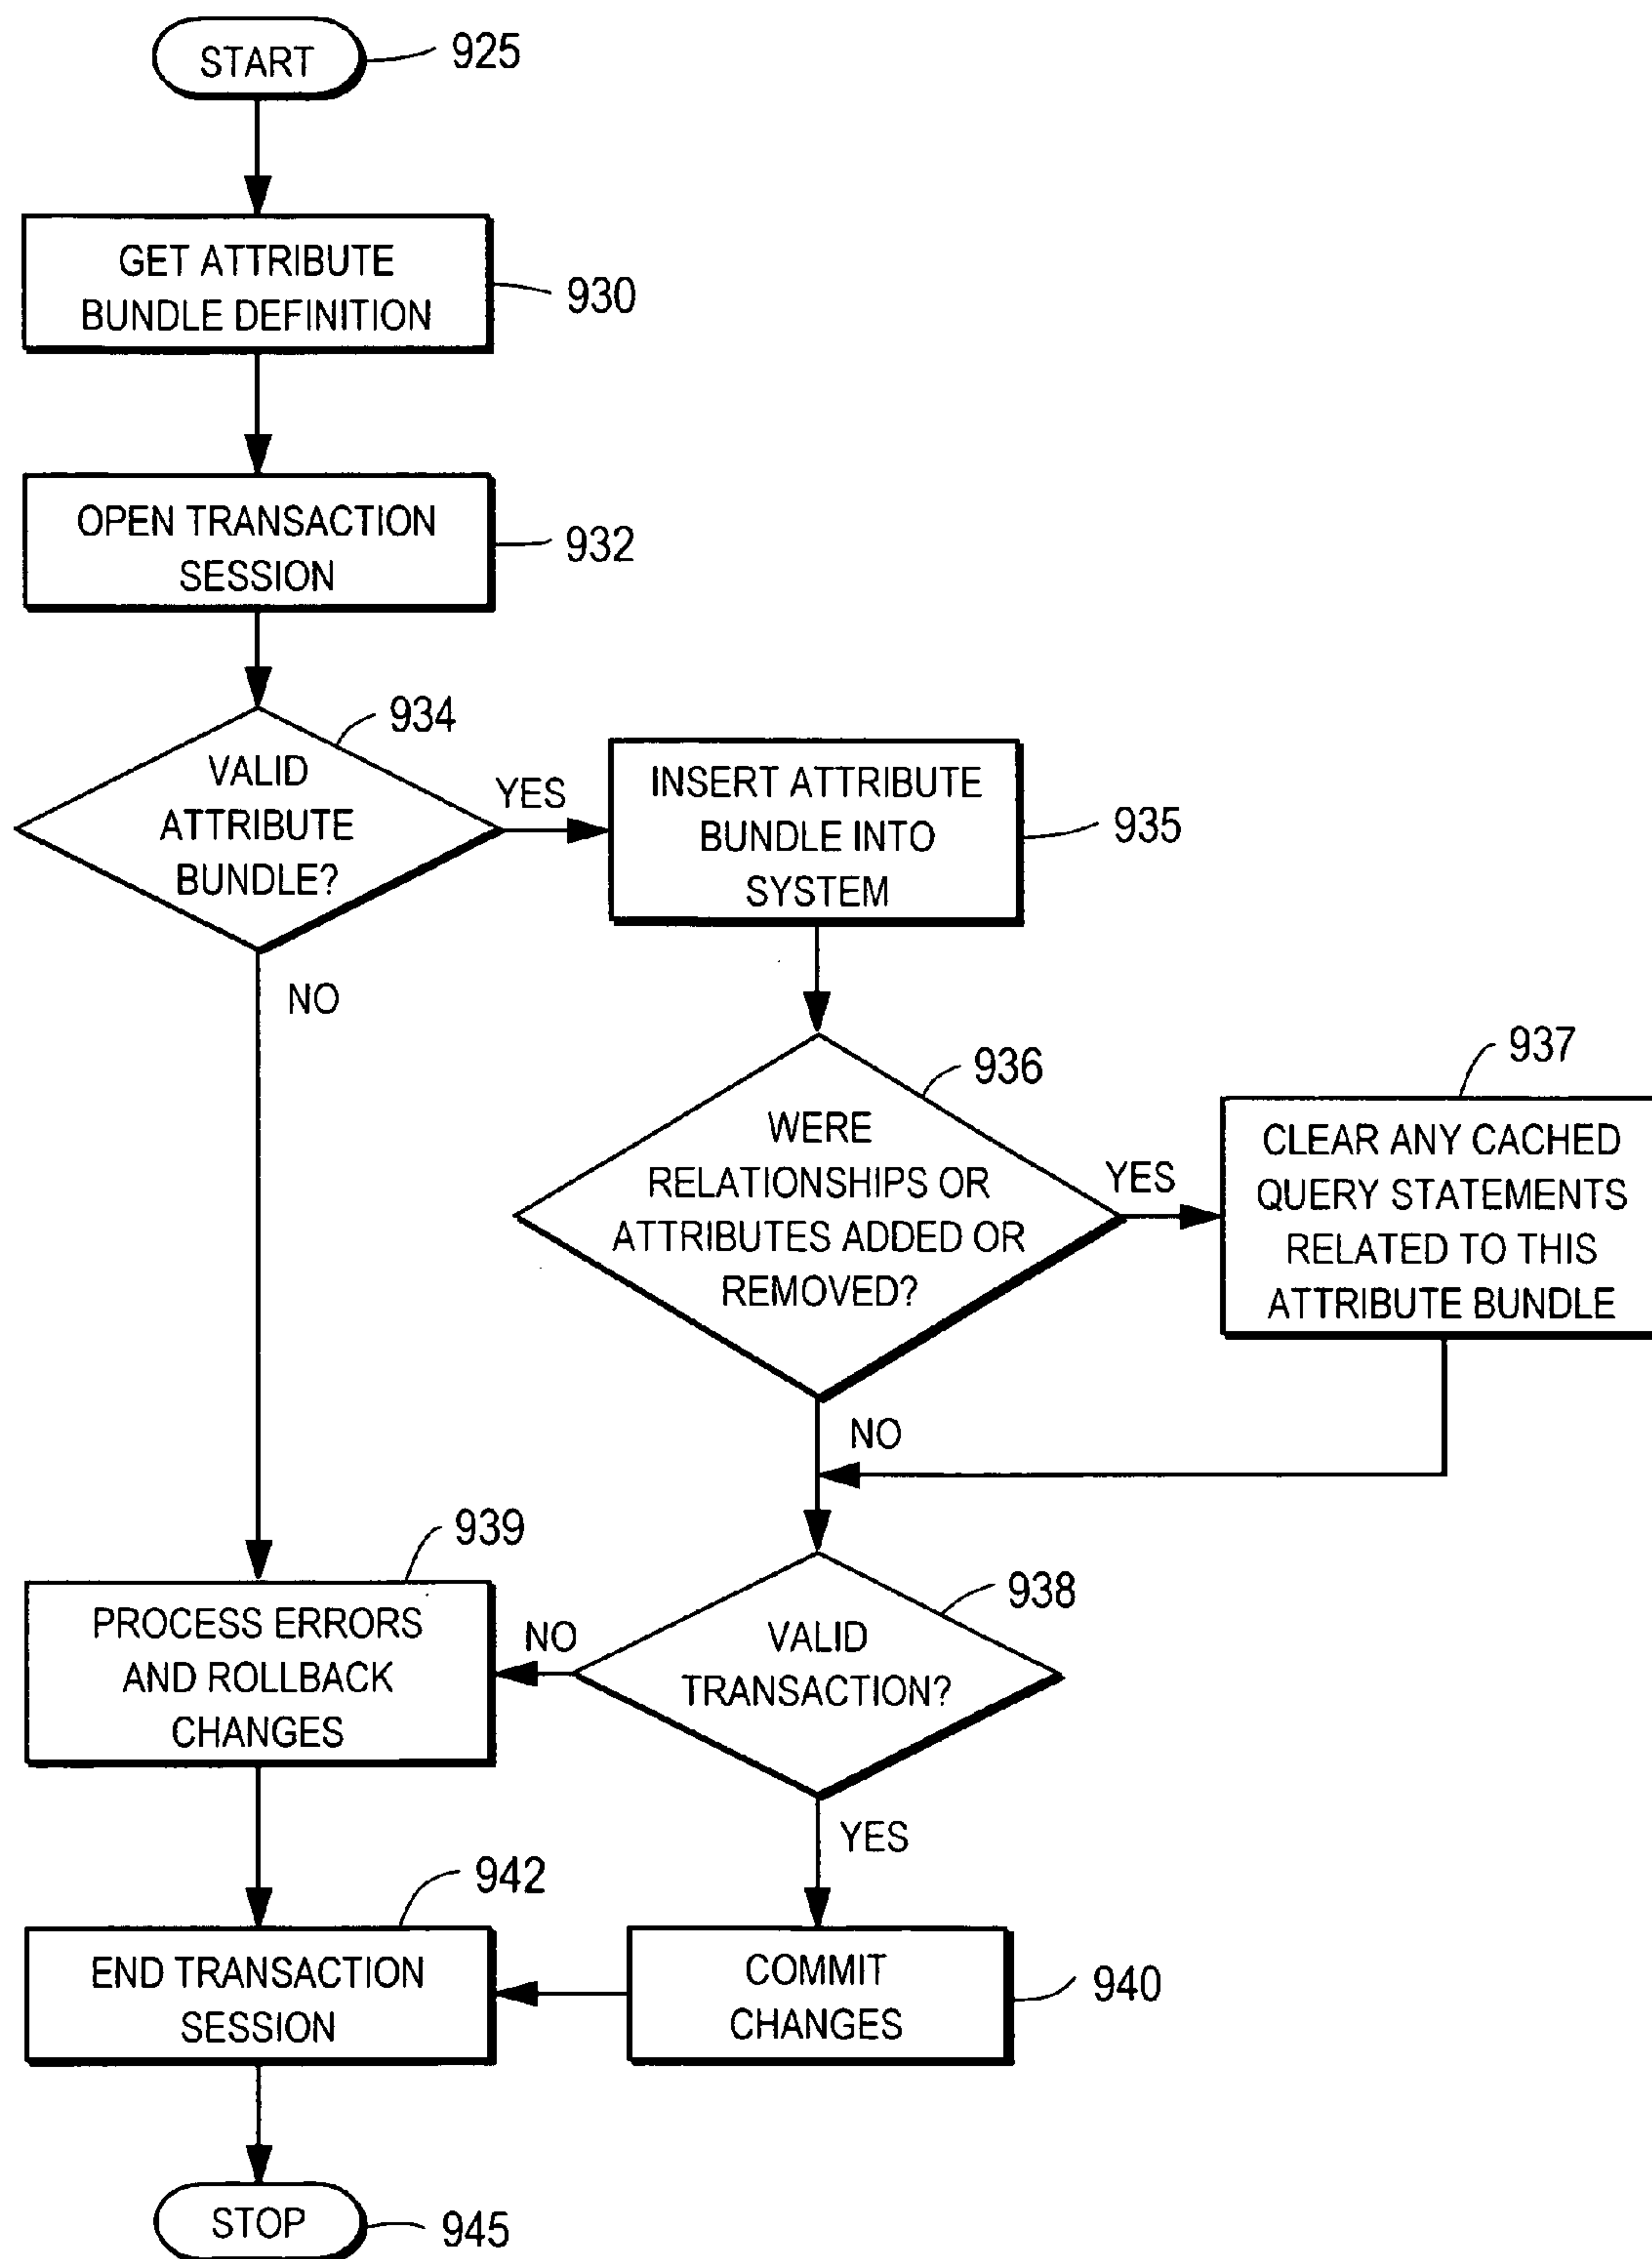 START
925
GET ATTRIBUTE
BUNDLE DEFINITION
930
OPEN TRANSACTION
SESSION
932
934
VALID
ATTRIBUTE
BUNDLE?
YES
NO
INSERT ATTRIBUTE
BUNDLE INTO
SYSTEM
935
936
WERE
RELATIONSHIPS OR
ATTRIBUTES ADDED OR
REMOVED?
YES
NO
937
CLEAR ANY CACHED
QUERY STATEMENTS
RELATED TO THIS
ATTRIBUTE BUNDLE
938
VALID
TRANSACTION?
NO
YES
939
PROCESS ERRORS
AND ROLLBACK
CHANGES
COMMIT
CHANGES
940
942
END TRANSACTION
SESSION
STOP
945